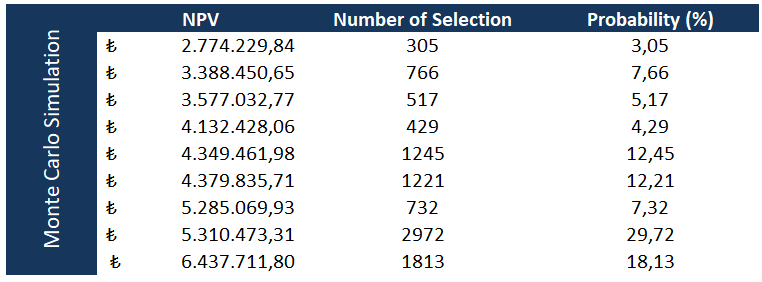 Monte Carlo Simulation
NPV Number of Selection Probability (%)
₺ 2.774.229,84 305 3,05
₺ 3.388.450,65 766 7,66
₺ 3.577.032,77 517 5,17
₺ 4.132.428,06 429 4,29
₺ 4.349.461,98 1245 12,45
₺ 4.379.835,71 1221 12,21
₺ 5.285.069,93 732 7,32
₺ 5.310.473,31 2972 29,72
₺ 6.437.711,80 1813 18,13